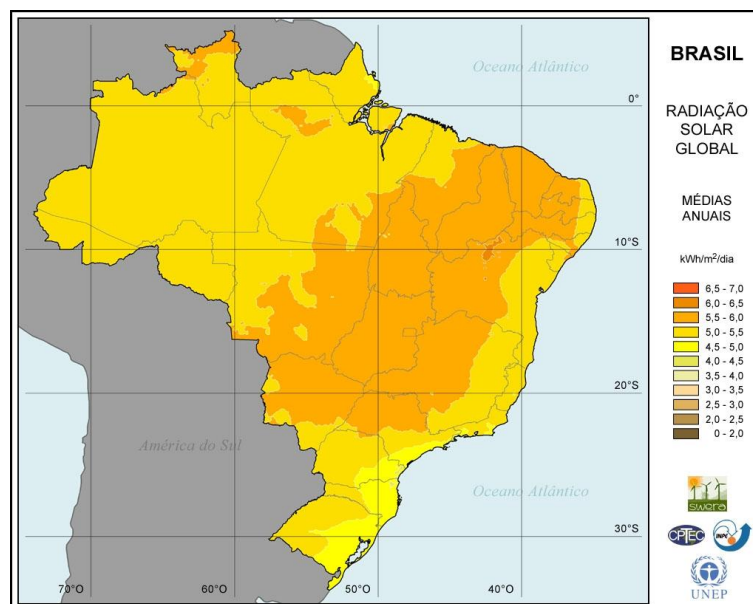 BRASIL
RADIAÇÃO
SOLAR
GLOBAL
MÉDIAS
ANUAIS
kWh/m²/dia
6,5 - 7,0
6,0 - 6,5
5,5 - 6,0
5,0 - 5,5
4,5 - 5,0
4,0 - 4,5
3,5 - 4,0
3,0 - 3,5
2,5 - 3,0
2,0 - 2,5
0 - 2,0
Oceano Atlântico
0°
10°S
20°S
América do Sul
Oceano Atlântico
30°S
70°O
60°O
50°O
40°O
swera
CPTEC
INPE
UNEP